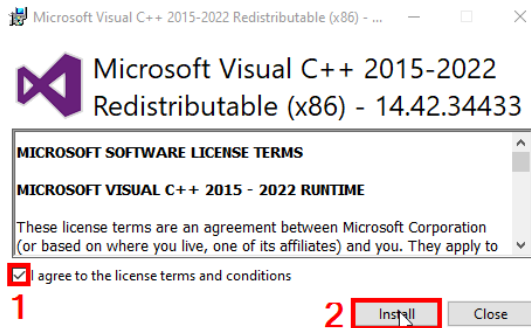 Microsoft Visual C++ 2015-2022 Redistributable (x86) - ...
Microsoft Visual C++ 2015-2022
Redistributable (x86) - 14.42.34433
MICROSOFT SOFTWARE LICENSE TERMS
MICROSOFT VISUAL C++ 2015 - 2022 RUNTIME
These license terms are an agreement between Microsoft Corporation
(or based on where you live, one of its affiliates) and you. They apply to
I agree to the license terms and conditions
1
2 Install Close